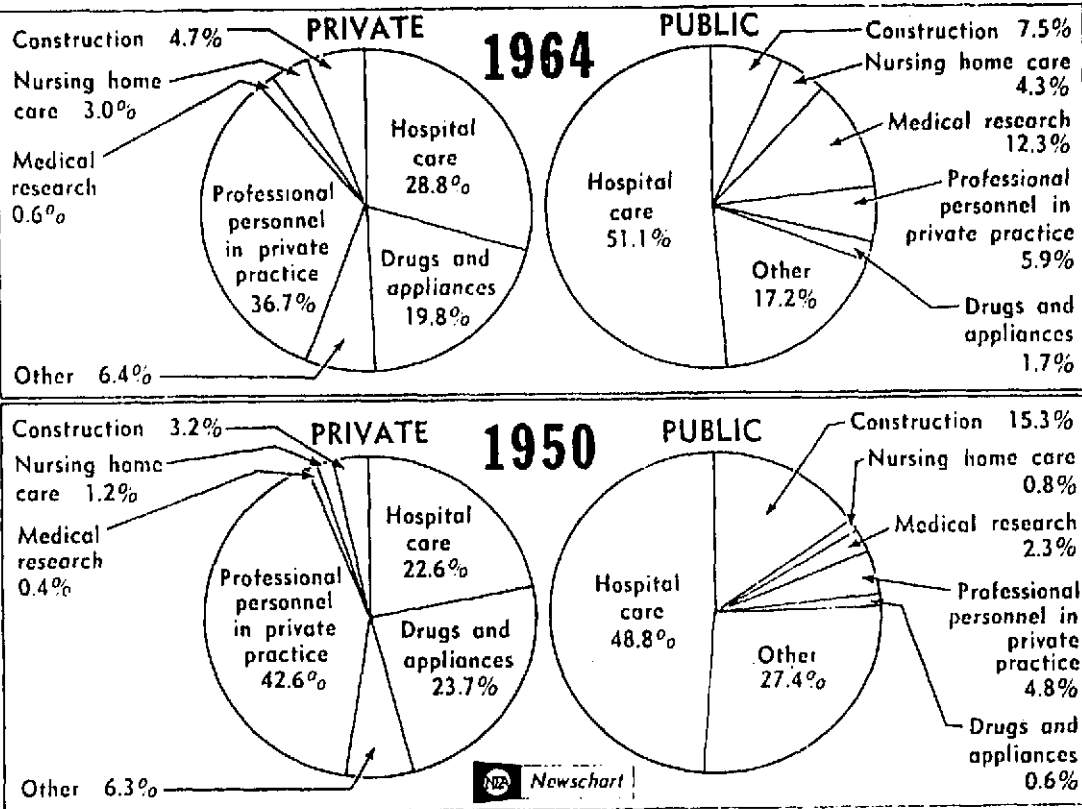 PRIVATE
1964
PUBLIC
Construction 4.7%
Nursing home
care 3.0%
Medical
research
0.6%
Professional
personnel
in private
practice
36.7%
Other 6.4%
Hospital
care
28.8%
Drugs and
appliances
19.8%
Hospital
care
51.1%
Other
17.2%
Construction 7.5%
Nursing home care
4.3%
Medical research
12.3%
Professional
personnel in
private practice
5.9%
Drugs and
appliances
1.7%
PRIVATE
1950
PUBLIC
Construction 3.2%
Nursing home
care 1.2%
Medical
research
0.4%
Professional
personnel
in private
practice
42.6%
Other 6.3%
Hospital
care
22.6%
Drugs and
appliances
23.7%
Hospital
care
48.8%
Other
27.4%
Construction 15.3%
Nursing home care
0.8%
Medical research
2.3%
Professional
personnel in
private
practice
4.8%
Drugs and
appliances
0.6%
NEA Newschart